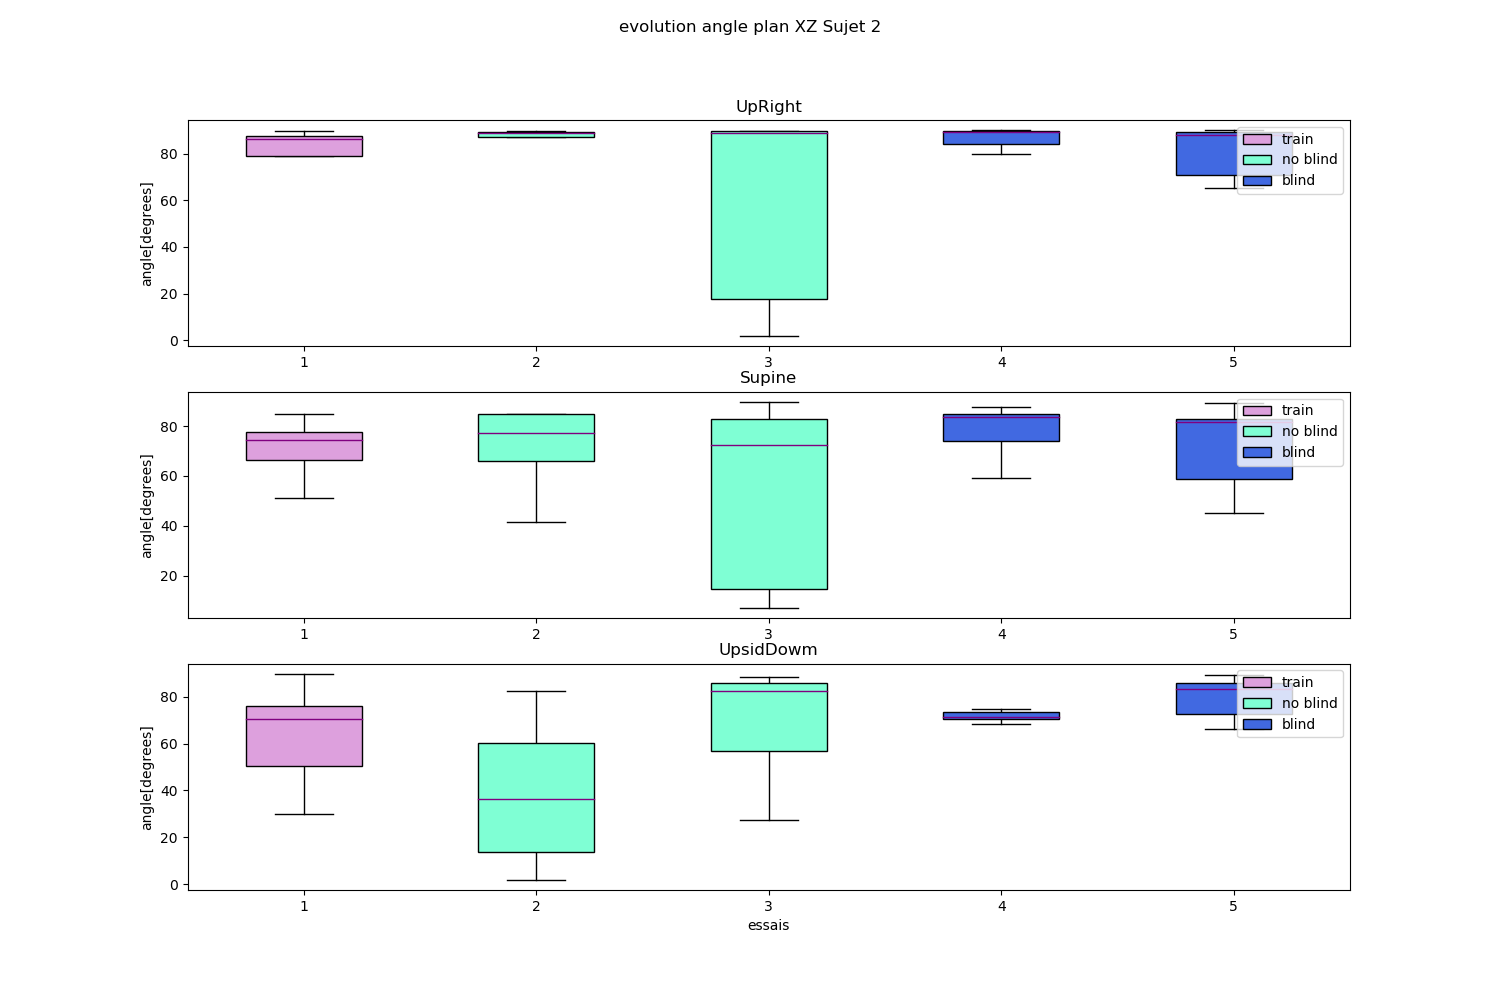 evolution angle plan XZ Sujet 2
UpRight
angle[degrees]
80
60
40
20
0
train
no blind
blind
1 2 3 4 5
Supine
angle[degrees]
80
60
40
20
train
no blind
blind
1 2 3 4 5
UpsidDowm
angle[degrees]
80
60
40
20
0
train
no blind
blind
1 2 3 4 5
essais